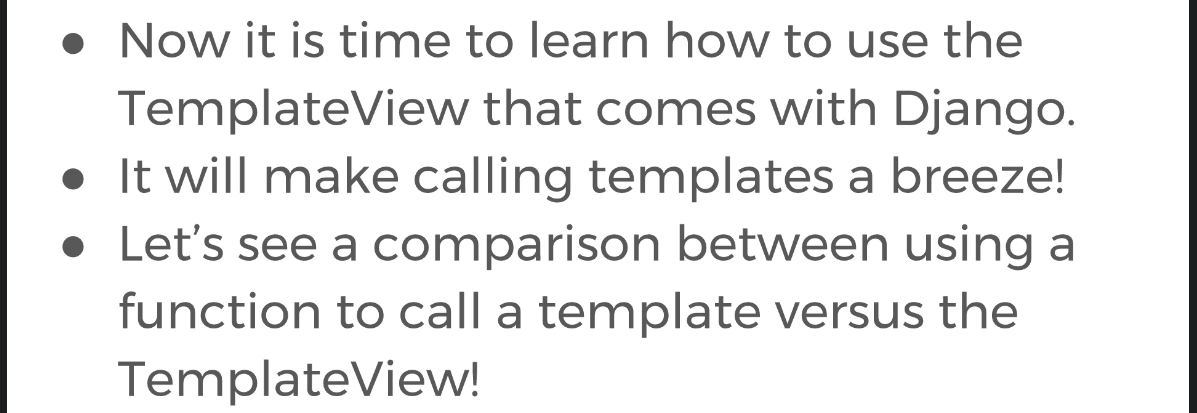 ● Now it is time to learn how to use the
TemplateView that comes with Django.
● It will make calling templates a breeze!
● Let’s see a comparison between using a
function to call a template versus the
TemplateView!